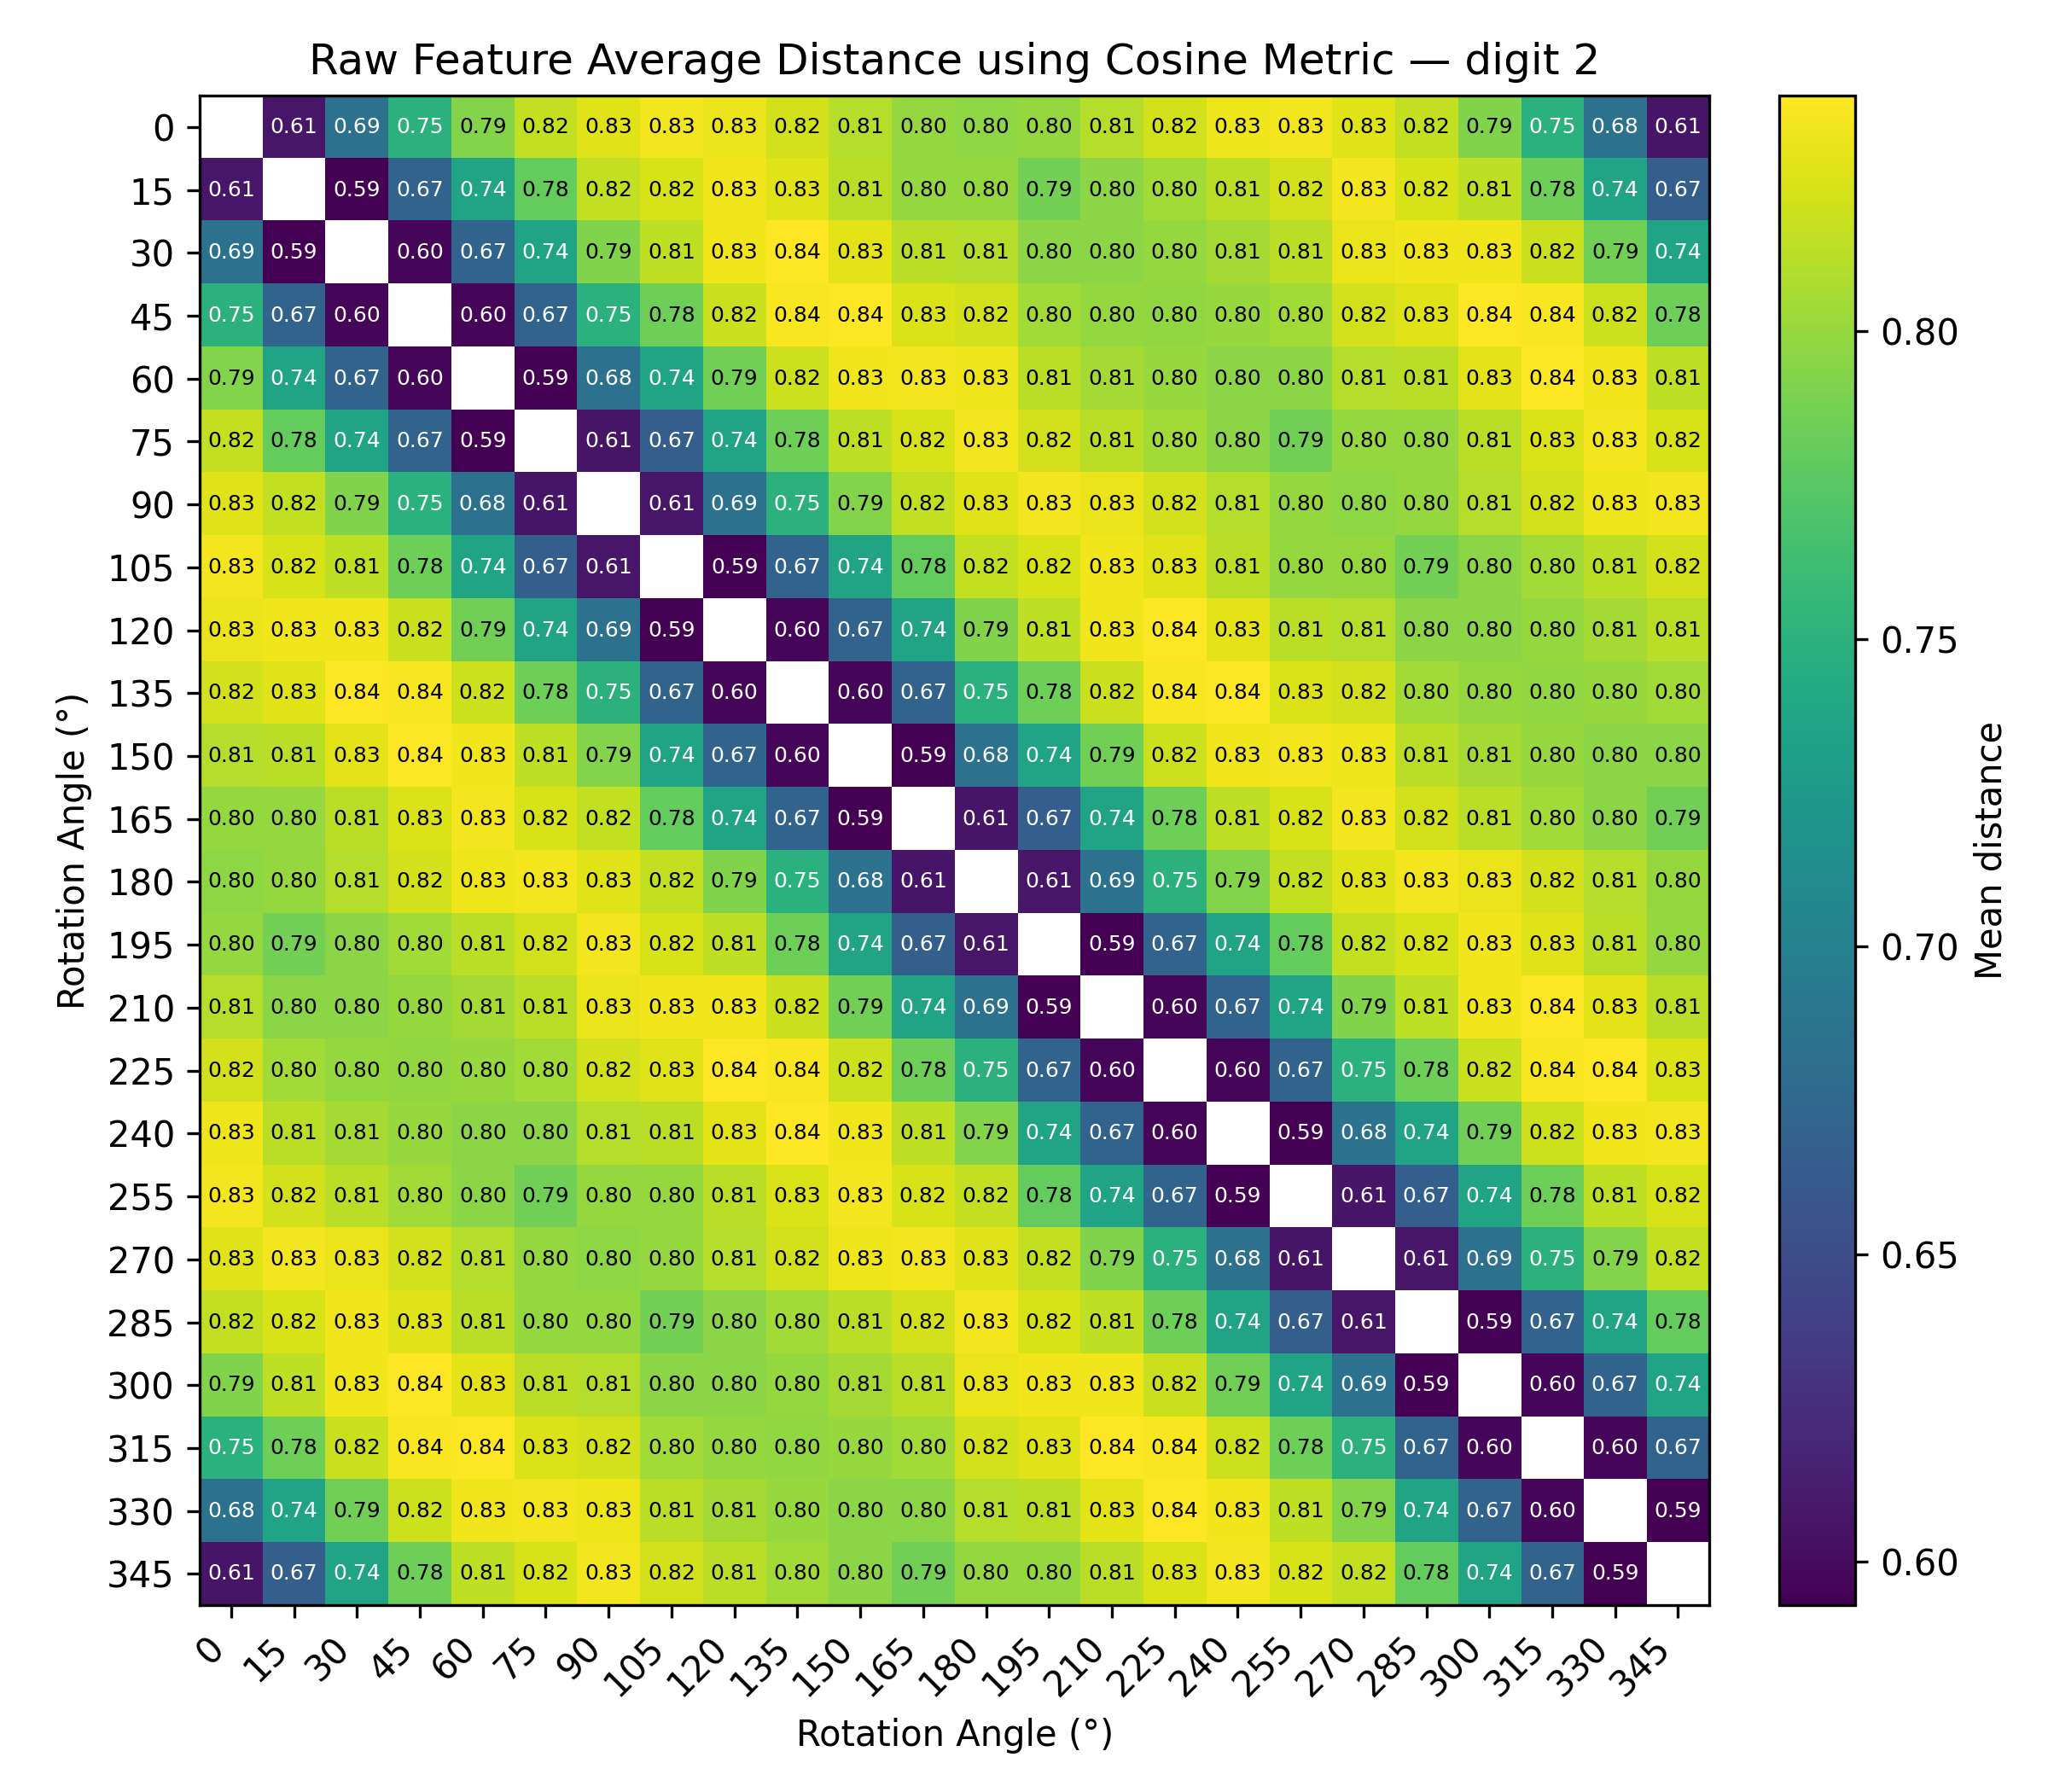 Raw Feature Average Distance using Cosine Metric — digit 2
0 0.61 0.69 0.75 0.79 0.82 0.83 0.83 0.83 0.82 0.81 0.80 0.80 0.80 0.81 0.82 0.83 0.83 0.83 0.82 0.79 0.75 0.68 0.61
15 0.61 0.59 0.67 0.74 0.78 0.82 0.82 0.83 0.83 0.81 0.80 0.80 0.79 0.80 0.80 0.81 0.82 0.83 0.82 0.81 0.78 0.74 0.67
30 0.69 0.59 0.60 0.67 0.74 0.79 0.81 0.83 0.84 0.83 0.81 0.81 0.80 0.80 0.80 0.81 0.81 0.83 0.83 0.83 0.82 0.79 0.74
45 0.75 0.67 0.60 0.60 0.67 0.75 0.78 0.82 0.84 0.84 0.83 0.82 0.80 0.80 0.80 0.80 0.80 0.82 0.83 0.84 0.84 0.82 0.78
60 0.79 0.74 0.67 0.60 0.59 0.68 0.74 0.79 0.82 0.83 0.83 0.83 0.81 0.81 0.80 0.80 0.80 0.81 0.81 0.83 0.84 0.83 0.81
75 0.82 0.78 0.74 0.67 0.59 0.61 0.67 0.74 0.78 0.81 0.82 0.83 0.82 0.81 0.80 0.80 0.79 0.80 0.80 0.81 0.83 0.83 0.82
90 0.83 0.82 0.79 0.75 0.68 0.61 0.61 0.69 0.75 0.79 0.82 0.83 0.83 0.83 0.82 0.81 0.80 0.80 0.80 0.81 0.82 0.83 0.83
105 0.83 0.82 0.81 0.78 0.74 0.67 0.61 0.59 0.67 0.74 0.78 0.82 0.82 0.83 0.83 0.81 0.80 0.80 0.79 0.80 0.80 0.81 0.82
120 0.83 0.83 0.83 0.82 0.79 0.74 0.69 0.59 0.60 0.67 0.74 0.79 0.81 0.83 0.84 0.83 0.81 0.81 0.80 0.80 0.80 0.81 0.81
135 0.82 0.83 0.84 0.84 0.82 0.78 0.75 0.67 0.60 0.60 0.67 0.75 0.78 0.82 0.84 0.84 0.83 0.82 0.80 0.80 0.80 0.80 0.80
150 0.81 0.81 0.83 0.84 0.83 0.81 0.79 0.74 0.67 0.60 0.59 0.68 0.74 0.79 0.82 0.83 0.83 0.83 0.81 0.81 0.80 0.80 0.80
165 0.80 0.80 0.81 0.83 0.83 0.82 0.82 0.78 0.74 0.67 0.59 0.61 0.67 0.74 0.78 0.81 0.82 0.83 0.82 0.81 0.80 0.80 0.79
180 0.80 0.80 0.81 0.82 0.83 0.83 0.83 0.82 0.79 0.75 0.68 0.61 0.61 0.69 0.75 0.79 0.82 0.83 0.83 0.83 0.82 0.81 0.80
195 0.80 0.79 0.80 0.80 0.81 0.82 0.83 0.82 0.81 0.78 0.74 0.67 0.61 0.59 0.67 0.74 0.78 0.82 0.82 0.83 0.83 0.81 0.80
210 0.81 0.80 0.80 0.80 0.81 0.81 0.83 0.83 0.83 0.82 0.79 0.74 0.69 0.59 0.60 0.67 0.74 0.79 0.81 0.83 0.84 0.83 0.81
225 0.82 0.80 0.80 0.80 0.80 0.80 0.82 0.83 0.84 0.84 0.82 0.78 0.75 0.67 0.60 0.60 0.67 0.75 0.78 0.82 0.84 0.84 0.83
240 0.83 0.81 0.81 0.80 0.80 0.80 0.81 0.81 0.83 0.84 0.83 0.81 0.79 0.74 0.67 0.60 0.59 0.68 0.74 0.79 0.82 0.83 0.83
255 0.83 0.82 0.81 0.80 0.80 0.79 0.80 0.80 0.81 0.83 0.83 0.82 0.82 0.78 0.74 0.67 0.59 0.61 0.67 0.74 0.78 0.81 0.82
270 0.83 0.83 0.83 0.82 0.81 0.80 0.80 0.80 0.81 0.82 0.83 0.83 0.83 0.82 0.79 0.75 0.68 0.61 0.61 0.69 0.75 0.79 0.82
285 0.82 0.82 0.83 0.83 0.81 0.80 0.80 0.79 0.80 0.80 0.81 0.82 0.83 0.82 0.81 0.78 0.74 0.67 0.61 0.59 0.67 0.74 0.78
300 0.79 0.81 0.83 0.84 0.83 0.81 0.81 0.80 0.80 0.80 0.81 0.81 0.83 0.83 0.83 0.82 0.79 0.74 0.69 0.59 0.60 0.67 0.74
315 0.75 0.78 0.82 0.84 0.84 0.83 0.82 0.80 0.80 0.80 0.80 0.80 0.82 0.83 0.84 0.84 0.82 0.78 0.75 0.67 0.60 0.60 0.67
330 0.68 0.74 0.79 0.82 0.83 0.83 0.83 0.81 0.81 0.80 0.80 0.80 0.81 0.81 0.83 0.84 0.83 0.81 0.79 0.74 0.67 0.60 0.59
345 0.61 0.67 0.74 0.78 0.81 0.82 0.83 0.82 0.81 0.80 0.80 0.79 0.80 0.80 0.81 0.83 0.83 0.82 0.82 0.78 0.74 0.67 0.59
0 15 30 45 60 75 90 105 120 135 150 165 180 195 210 225 240 255 270 285 300 315 330 345
Rotation Angle (°)
Rotation Angle (°)
0.80
0.75
0.70
0.65
0.60
Mean distance